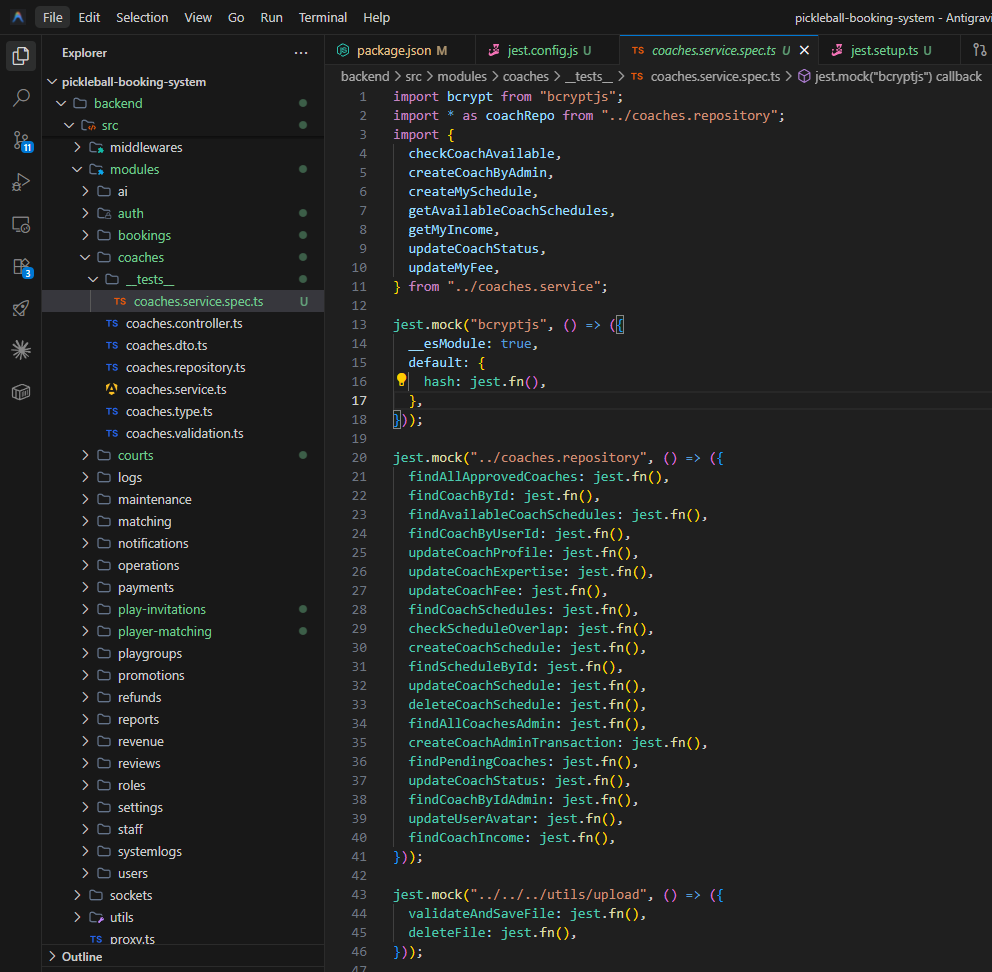 File Edit Selection View Go Run Terminal Help
pickleball-booking-system - Antigravi
Explorer
pickleball-booking-system
backend
src
middlewares
modules
ai
auth
bookings
coaches
__tests__
TS coaches.service.spec.ts U
TS coaches.controller.ts
TS coaches.dto.ts
TS coaches.repository.ts
coaches.service.ts
TS coaches.type.ts
TS coaches.validation.ts
courts
logs
maintenance
matching
notifications
operations
payments
play-invitations
player-matching
playgroups
promotions
refunds
reports
revenue
reviews
roles
settings
staff
systemlogs
users
sockets
utils
TS proxy.ts
Outline
11
3
package.json M
jest.config.js U
TS coaches.service.spec.ts U
jest.setup.ts U
backend > src > modules > coaches > __tests__ > TS coaches.service.spec.ts > jest.mock("bcryptjs") callback
1 import bcrypt from "bcryptjs";
2 import * as coachRepo from "../coaches.repository";
3 import {
4 checkCoachAvailable,
5 createCoachByAdmin,
6 createMySchedule,
7 getAvailableCoachSchedules,
8 getMyIncome,
9 updateCoachStatus,
10 updateMyFee,
11 } from "../coaches.service";
12
13 jest.mock("bcryptjs", () => ({
14 __esModule: true,
15 default: {
16 hash: jest.fn(),
17 },
18 }));
19
20 jest.mock("../coaches.repository", () => ({
21 findAllApprovedCoaches: jest.fn(),
22 findCoachById: jest.fn(),
23 findAvailableCoachSchedules: jest.fn(),
24 findCoachByUserId: jest.fn(),
25 updateCoachProfile: jest.fn(),
26 updateCoachExpertise: jest.fn(),
27 updateCoachFee: jest.fn(),
28 findCoachSchedules: jest.fn(),
29 checkScheduleOverlap: jest.fn(),
30 createCoachSchedule: jest.fn(),
31 findScheduleById: jest.fn(),
32 updateCoachSchedule: jest.fn(),
33 deleteCoachSchedule: jest.fn(),
34 findAllCoachesAdmin: jest.fn(),
35 createCoachAdminTransaction: jest.fn(),
36 findPendingCoaches: jest.fn(),
37 updateCoachStatus: jest.fn(),
38 findCoachByIdAdmin: jest.fn(),
39 updateUserAvatar: jest.fn(),
40 findCoachIncome: jest.fn(),
41 }));
42
43 jest.mock("../../../utils/upload", () => ({
44 validateAndSaveFile: jest.fn(),
45 deleteFile: jest.fn(),
46 }));
47